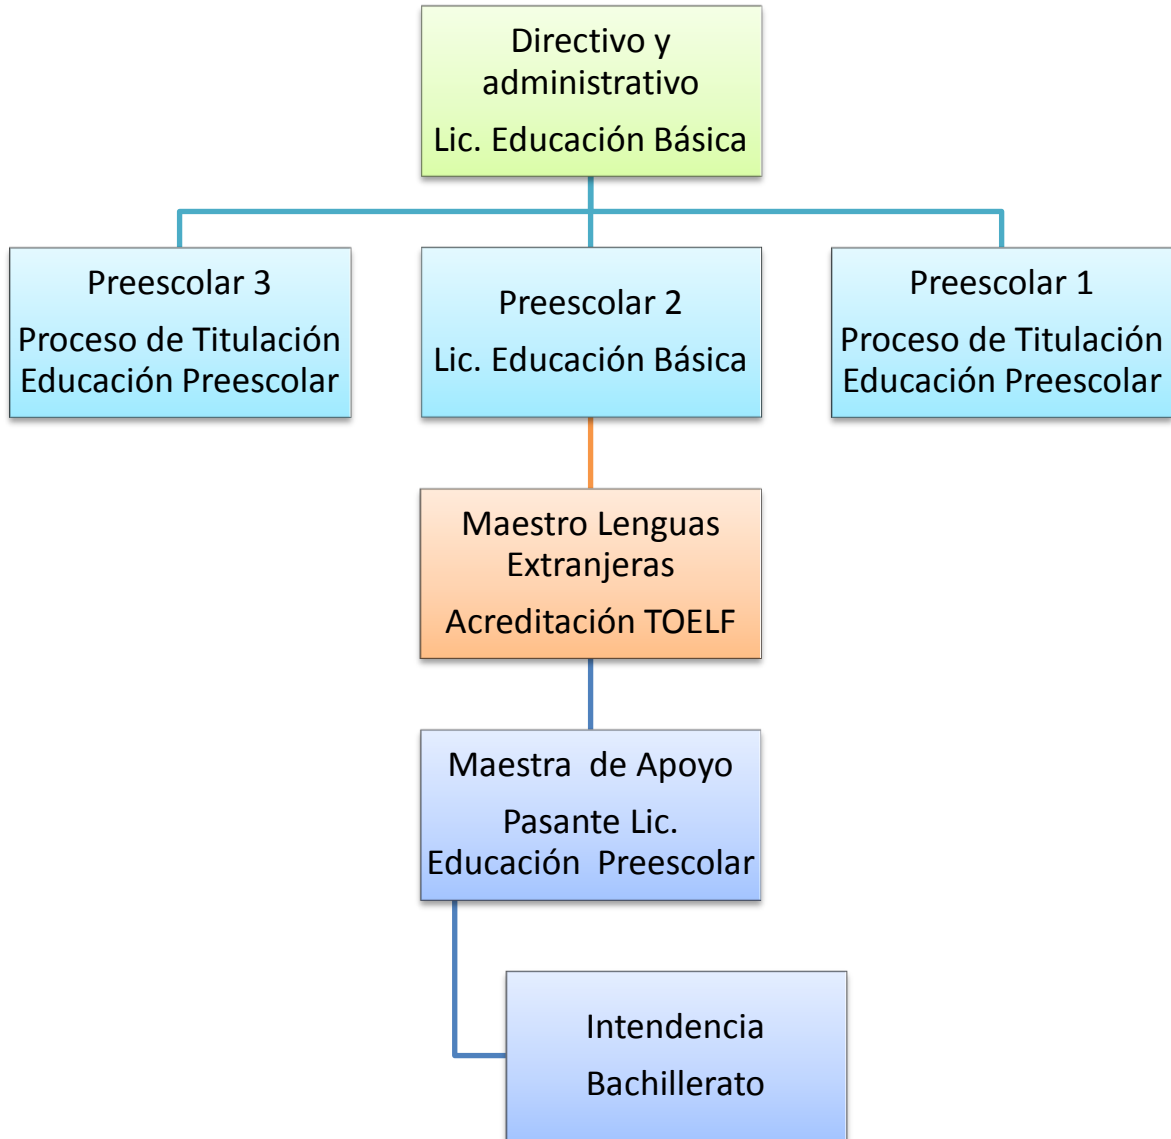 Directivo y
administrativo
Lic. Educación Básica
Preescolar 3
Proceso de Titulación
Educación Preescolar
Preescolar 2
Lic. Educación Básica
Preescolar 1
Proceso de Titulación
Educación Preescolar
Maestro Lenguas
Extranjeras
Acreditación TOELF
Maestra  de Apoyo
Pasante Lic.
Educación  Preescolar
Intendencia
Bachillerato